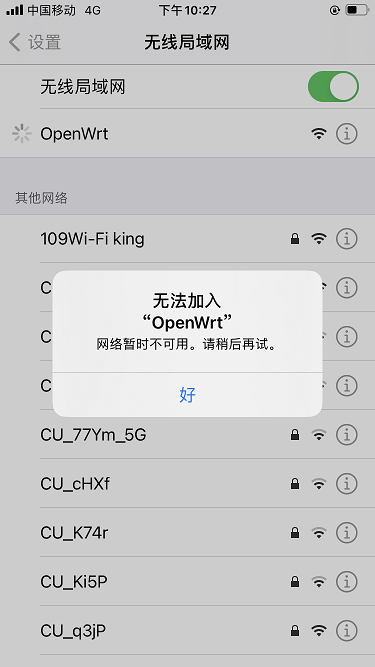 中国移动 4G 下午10:27
设置 无线局域网
无线局域网
OpenWrt
其他网络
109Wi-Fi king
C
C
C
无法加入
“OpenWrt”
网络暂时不可用。请稍后再试。
好
CU_77Ym_5G
CU_cHXf
CU_K74r
CU_Ki5P
CU_q3jP